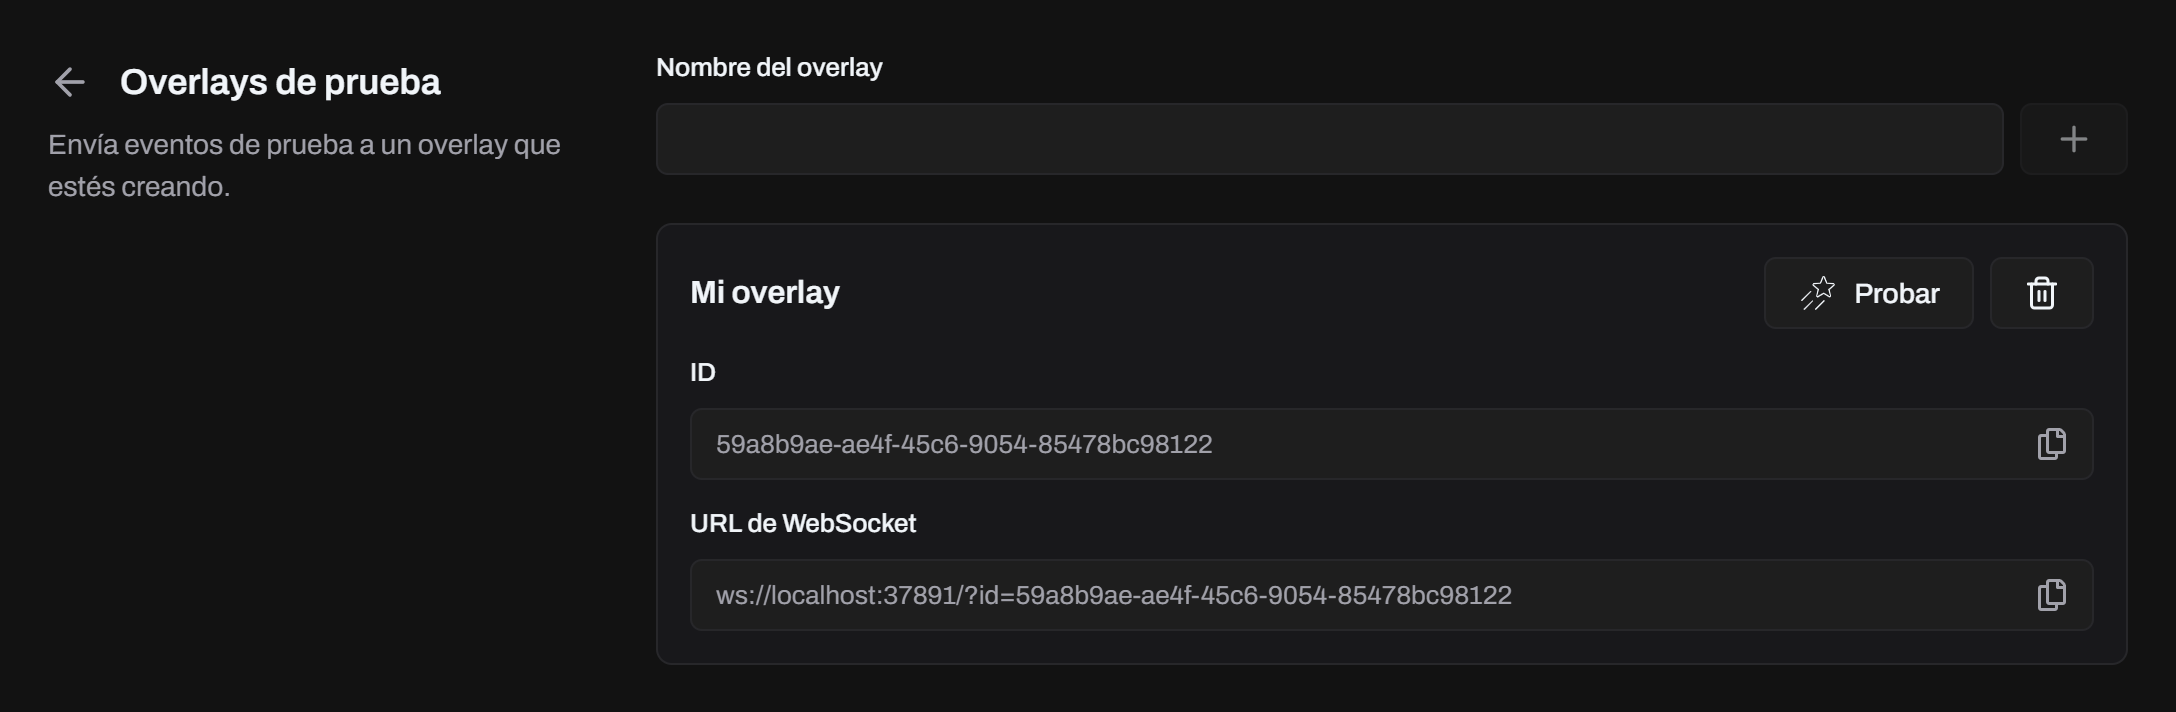 Overlays de prueba
Envía eventos de prueba a un overlay que
estés creando.
Nombre del overlay
Mi overlay
Probar
ID
59a8b9ae-ae4f-45c6-9054-85478bc98122
URL de WebSocket
ws://localhost:37891/?id=59a8b9ae-ae4f-45c6-9054-85478bc98122